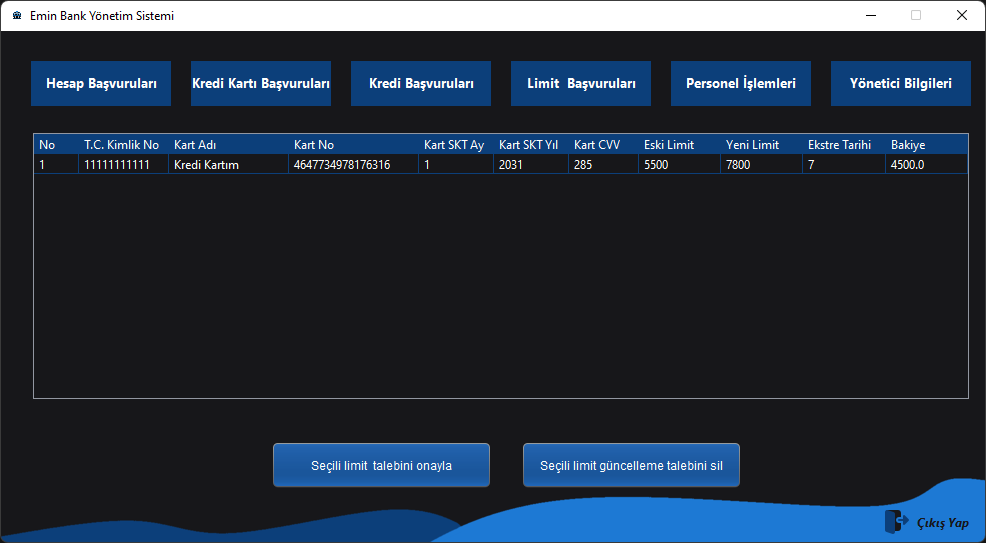 Emin Bank Yönetim Sistemi
Hesap Başvuruları Kredi Kartı Başvuruları Kredi Başvuruları Limit  Başvuruları Personel İşlemleri Yönetici Bilgileri
No T.C. Kimlik No Kart Adı Kart No Kart SKT Ay Kart SKT Yıl Kart CVV Eski Limit Yeni Limit Ekstre Tarihi Bakiye
1 11111111111 Kredi Kartım 4647734978176316 1 2031 285 5500 7800 7 4500.0
Seçili limit talebini onayla Seçili limit güncelleme talebini sil
Çıkış Yap